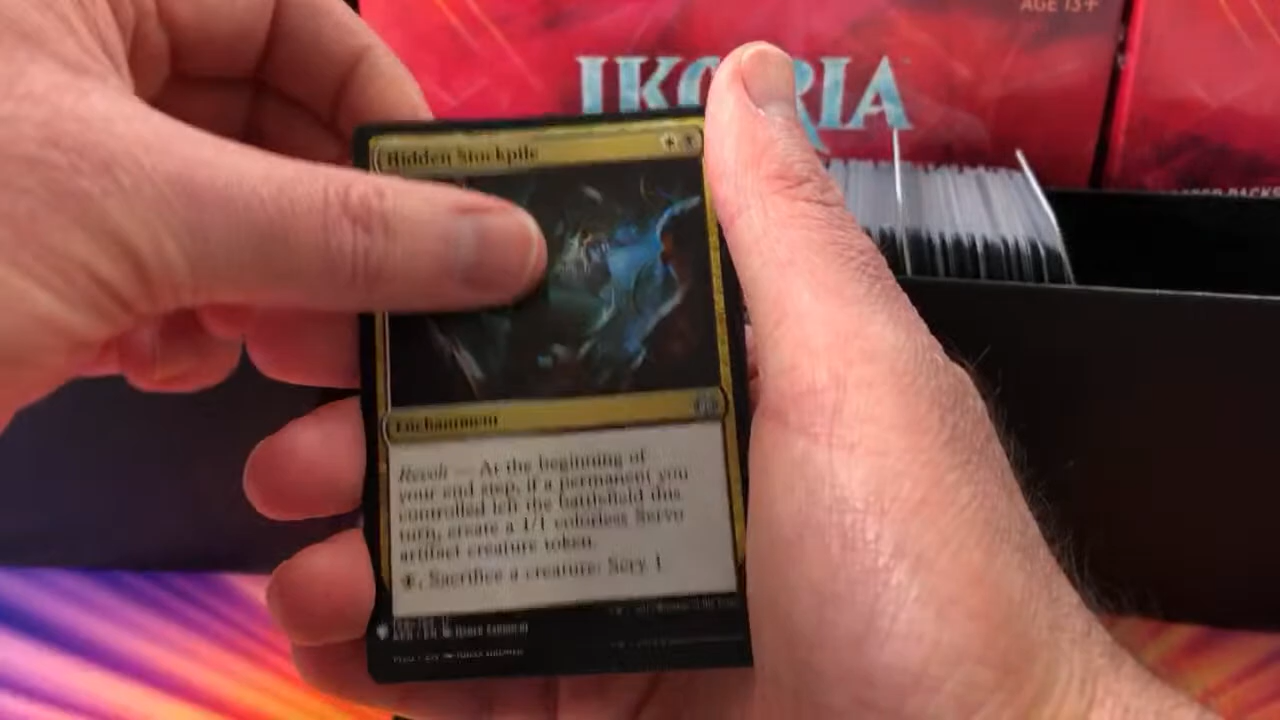 AGE 13+
IKORIA
Hidden Stockpile
Enchantment
Revolt — At the beginning of
your end step, if a permanent you
controlled left the battlefield this
turn, create a 1/1 colorless Servo
artifact creature token.
, Sacrifice a creature: Scry 1